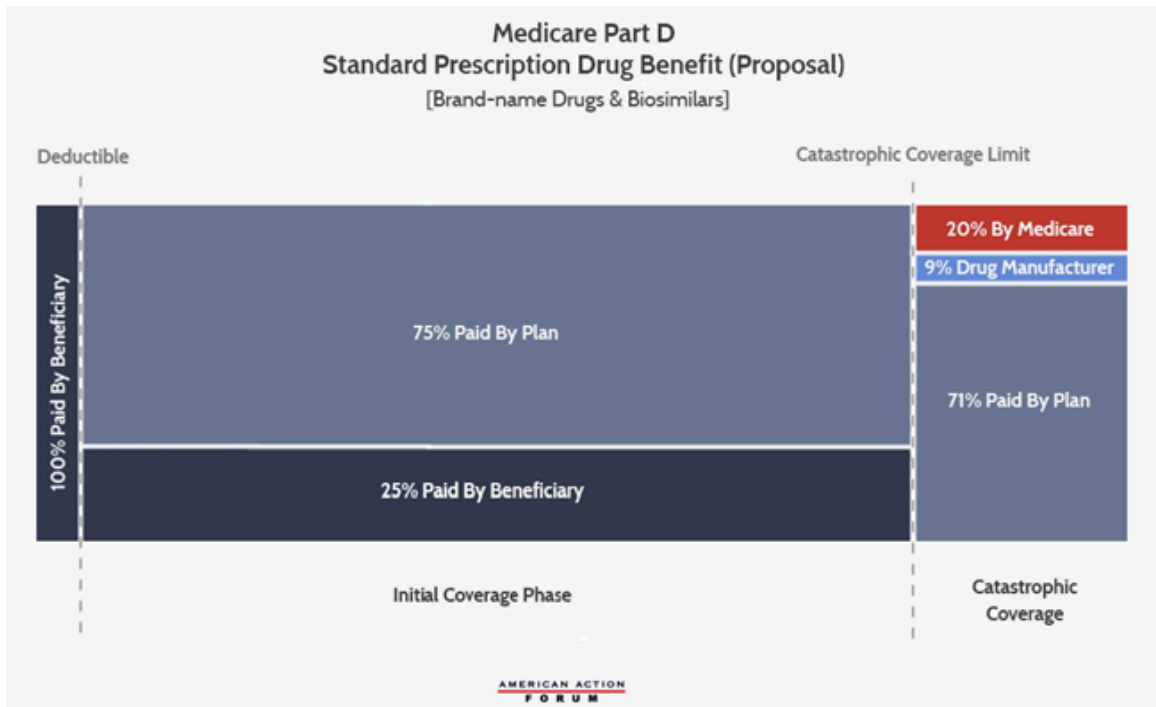 Medicare Part D
Standard Prescription Drug Benefit (Proposal)
[Brand-name Drugs & Biosimilars]
Deductible
Catastrophic Coverage Limit
100% Paid By Beneficiary
75% Paid By Plan
25% Paid By Beneficiary
20% By Medicare
9% Drug Manufacturer
71% Paid By Plan
Initial Coverage Phase
Catastrophic
Coverage
AMERICAN ACTION
FORUM